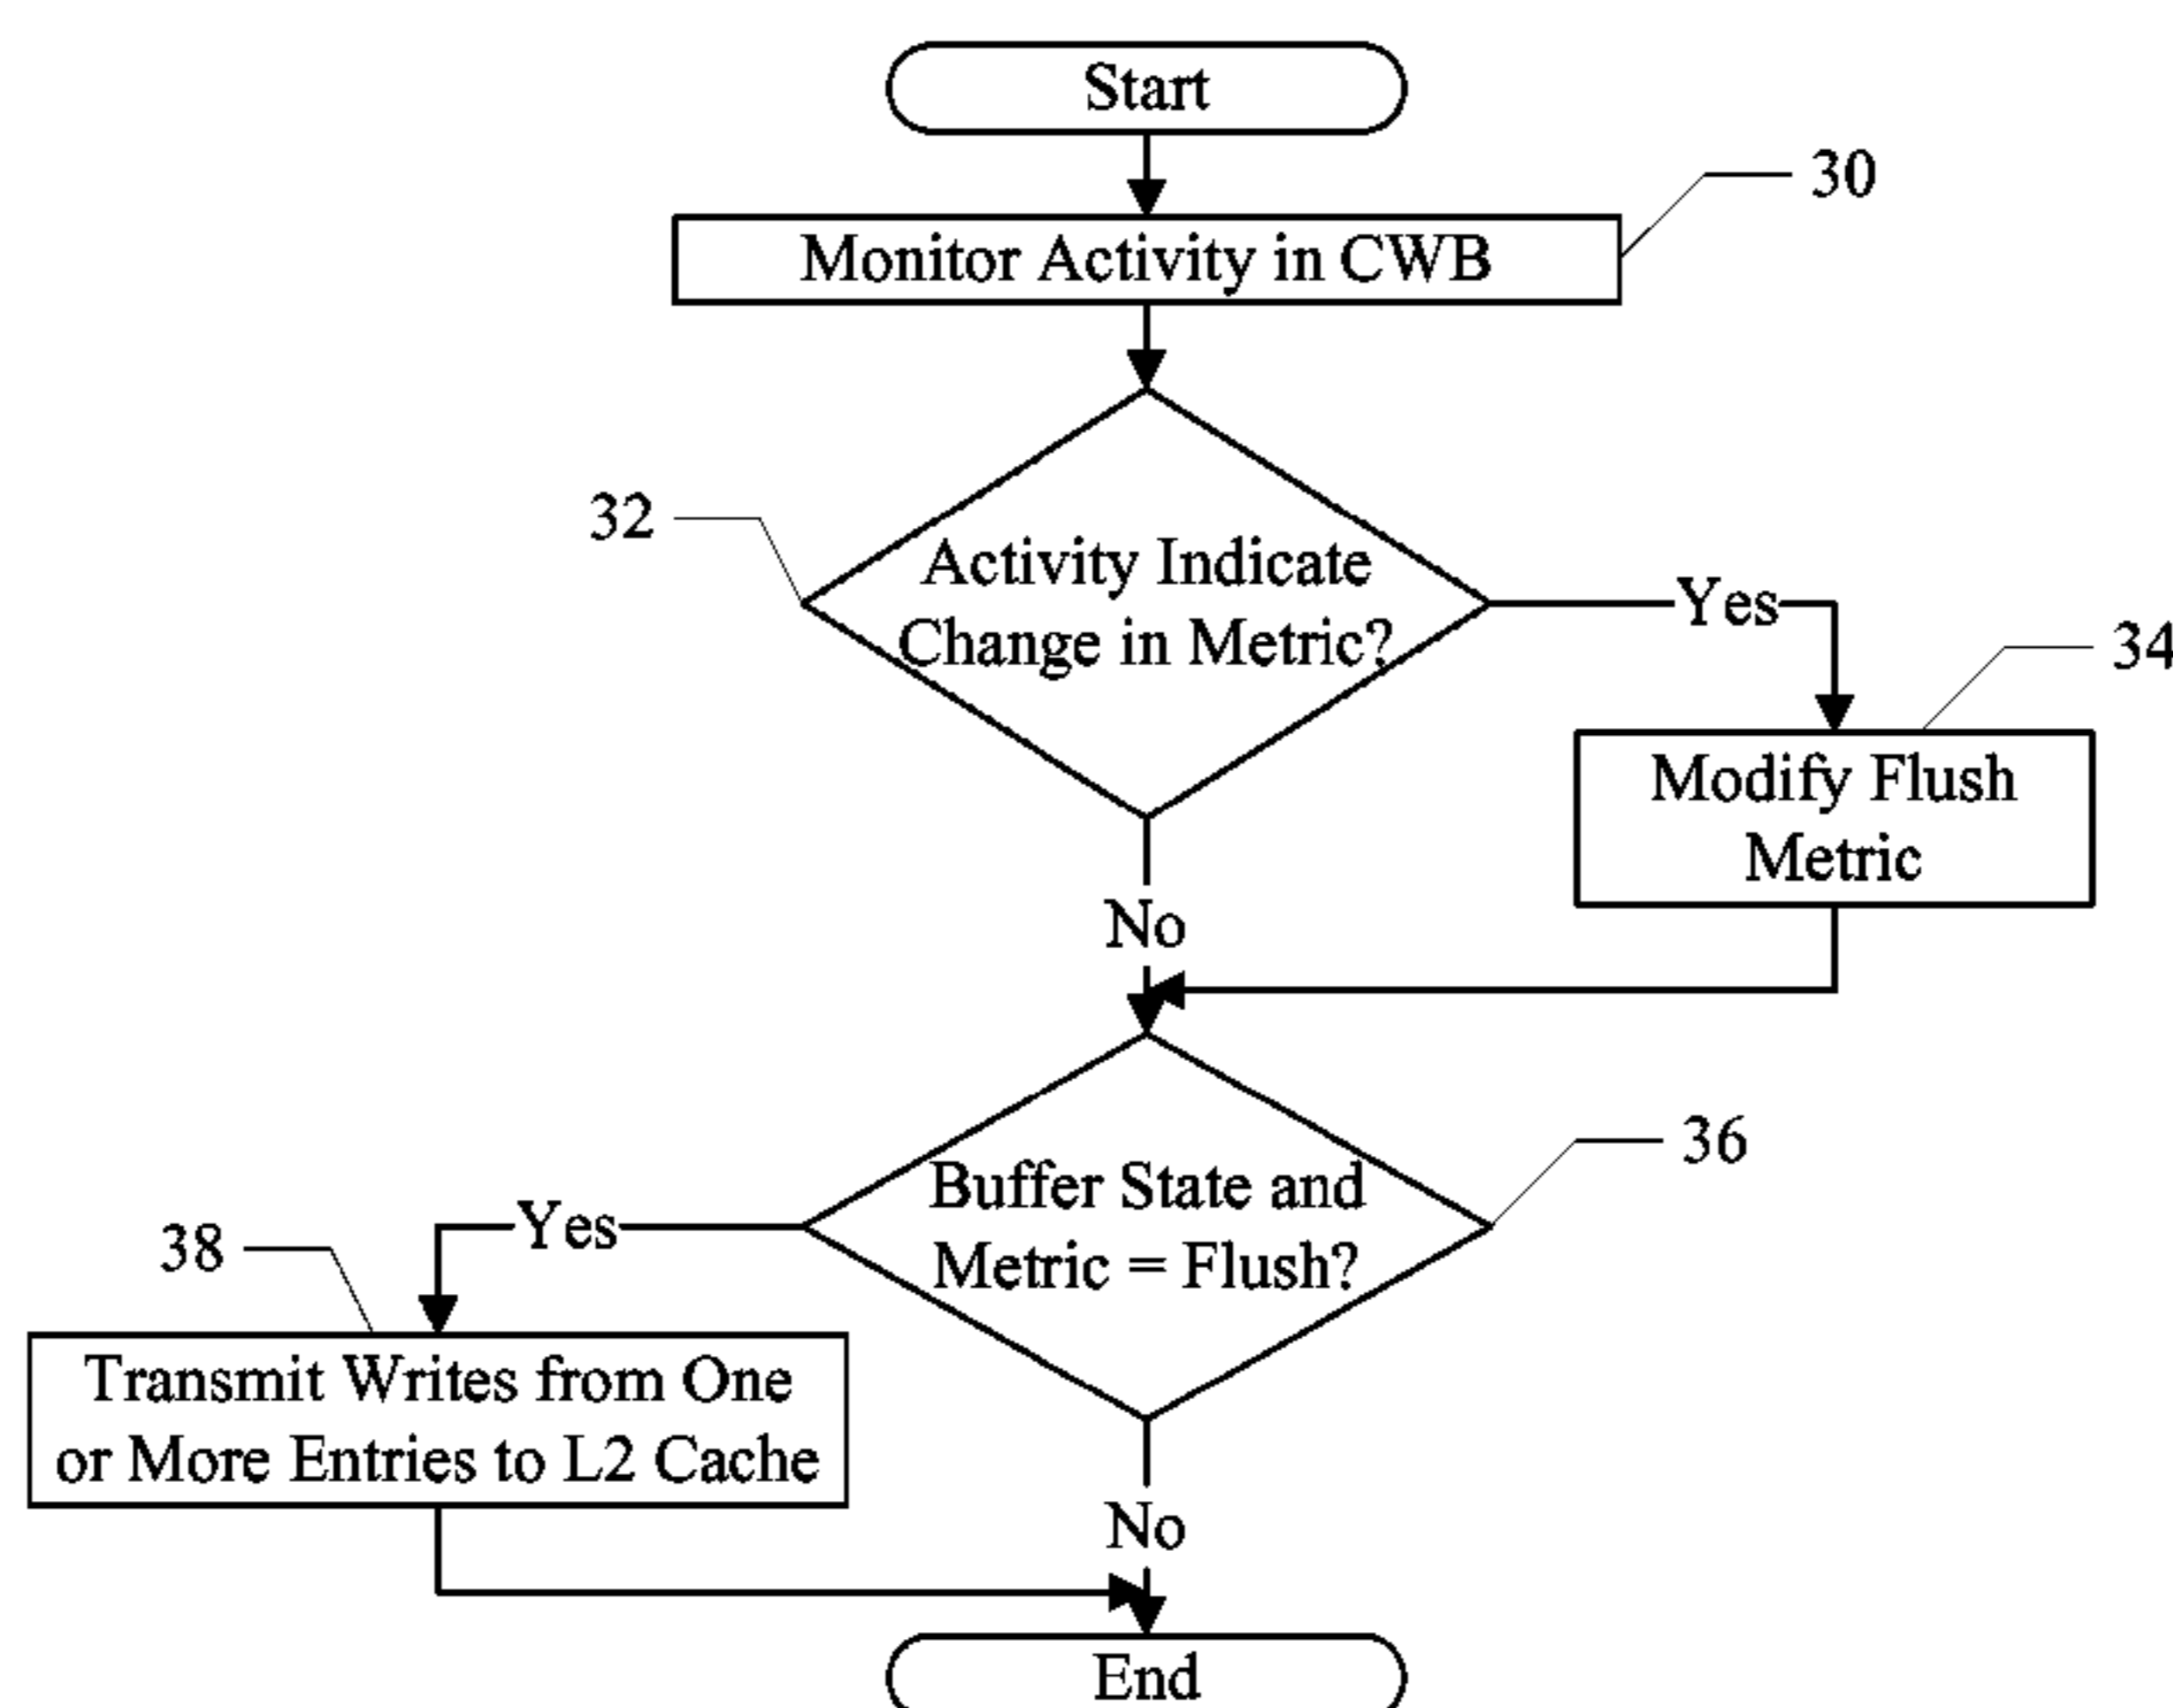 Start
30
Monitor Activity in CWB
32
Activity Indicate
Change in Metric?
Yes
34
Modify Flush
Metric
No
36
Buffer State and
Metric = Flush?
Yes
38
Transmit Writes from One
or More Entries to L2 Cache
No
End